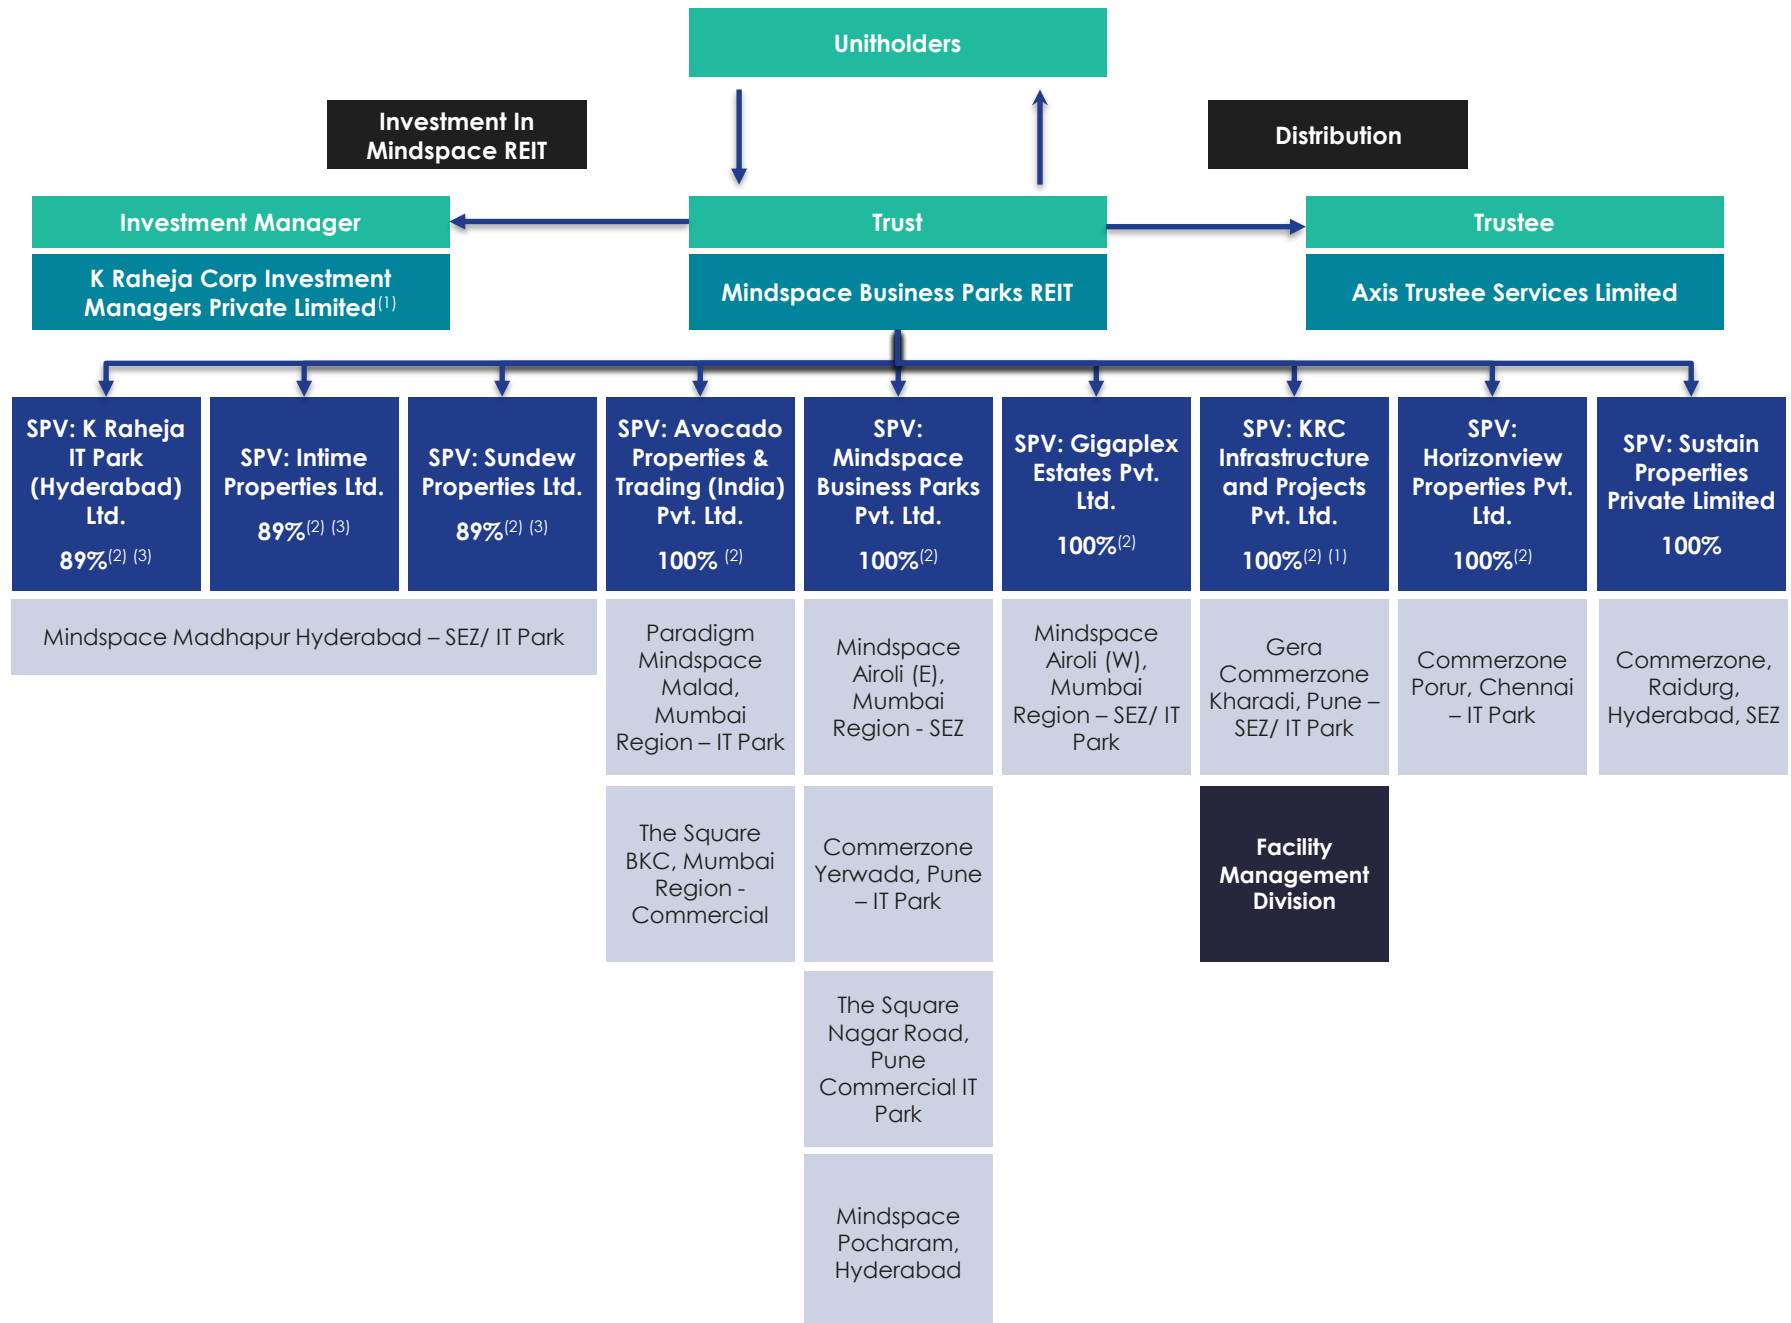 Unitholders
Investment In
Mindspace REIT
Distribution
Investment Manager
Trust
Trustee
K Raheja Corp Investment
Managers Private Limited(1)
Mindspace Business Parks REIT
Axis Trustee Services Limited
SPV: K Raheja
IT Park
(Hyderabad)
Ltd.
89%(2) (3)
SPV: Intime
Properties Ltd.
89%(2) (3)
SPV: Sundew
Properties Ltd.
89%(2) (3)
SPV: Avocado
Properties &
Trading (India)
Pvt. Ltd.
100% (2)
SPV:
Mindspace
Business Parks
Pvt. Ltd.
100%(2)
SPV: Gigaplex
Estates Pvt.
Ltd.
100%(2)
SPV: KRC
Infrastructure
and Projects
Pvt. Ltd.
100%(2) (1)
SPV:
Horizonview
Properties Pvt.
Ltd.
100%(2)
SPV: Sustain
Properties
Private Limited
100%
Mindspace Madhapur Hyderabad – SEZ/ IT Park
Paradigm
Mindspace
Malad,
Mumbai
Region – IT Park
Mindspace
Airoli (E),
Mumbai
Region - SEZ
Mindspace
Airoli (W),
Mumbai
Region – SEZ/ IT
Park
Gera
Commerzone
Kharadi, Pune –
SEZ/ IT Park
Commerzone
Porur, Chennai
– IT Park
Commerzone,
Raidurg,
Hyderabad, SEZ
The Square
BKC, Mumbai
Region -
Commercial
Commerzone
Yerwada, Pune
– IT Park
Facility
Management
Division
The Square
Nagar Road,
Pune
Commercial IT
Park
Mindspace
Pocharam,
Hyderabad